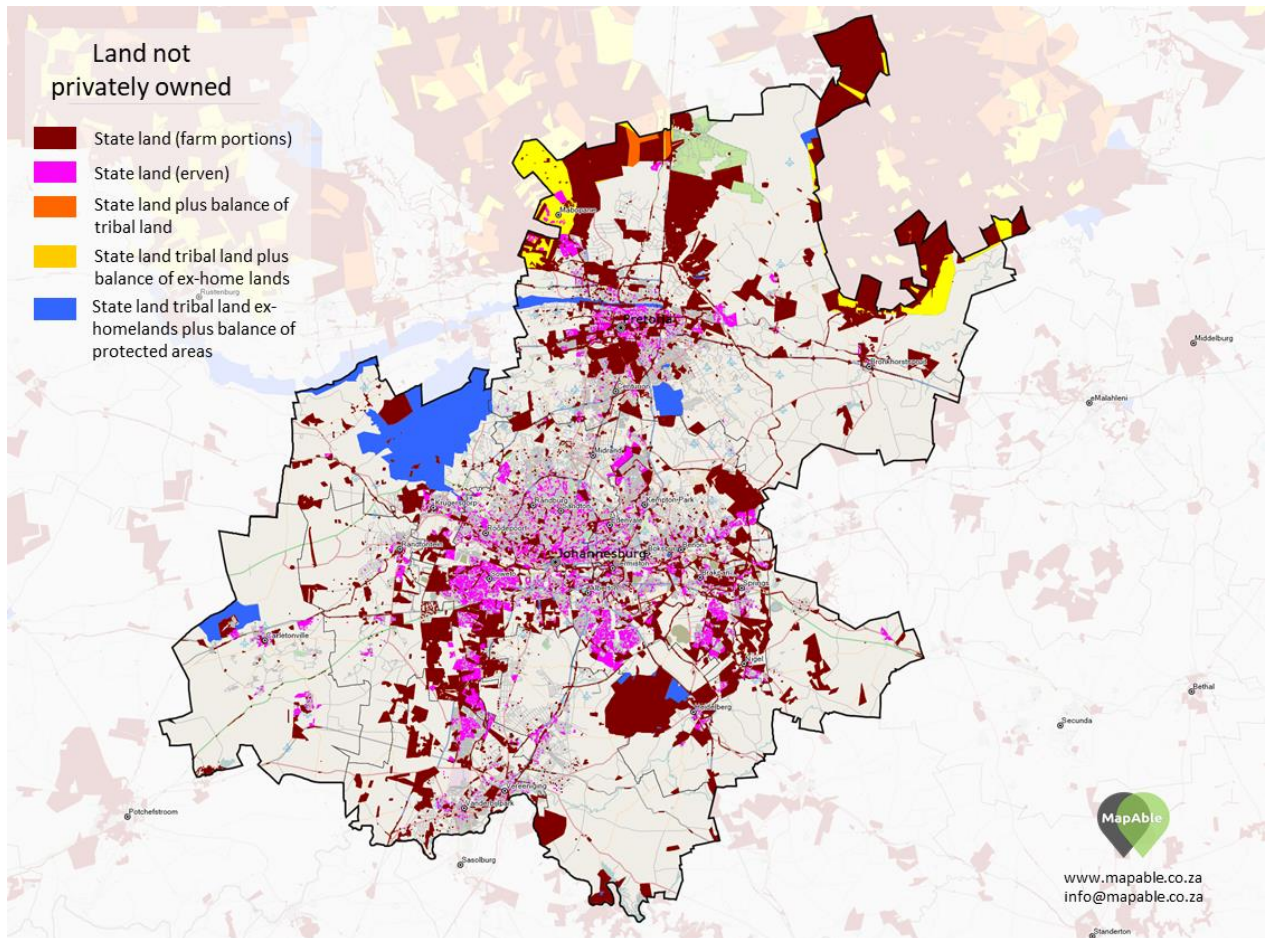 Land not
privately owned
State land (farm portions)
State land (erven)
State land plus balance of
tribal land
State land tribal land plus
balance of ex-home lands
State land tribal land ex-
homelands plus balance of
protected areas
Rustenburg
Mabopane
Pretoria
Bronkhorstspruit
Middelburg
eMalahleni
Centurion
Midrand
Krugersdorp
Randburg
Sandton
Kempton Park
Edenvale
Roodepoort
Randfontein
Johannesburg
Boksburg
Benoni
Germiston
Soweto
Brakpan
Springs
Carletonville
Nigel
Heidelberg
Bethal
Secunda
Vereeniging
Vanderbijlpark
Potchefstroom
Sasolburg
MapAble
www.mapable.co.za
info@mapable.co.za
Standerton